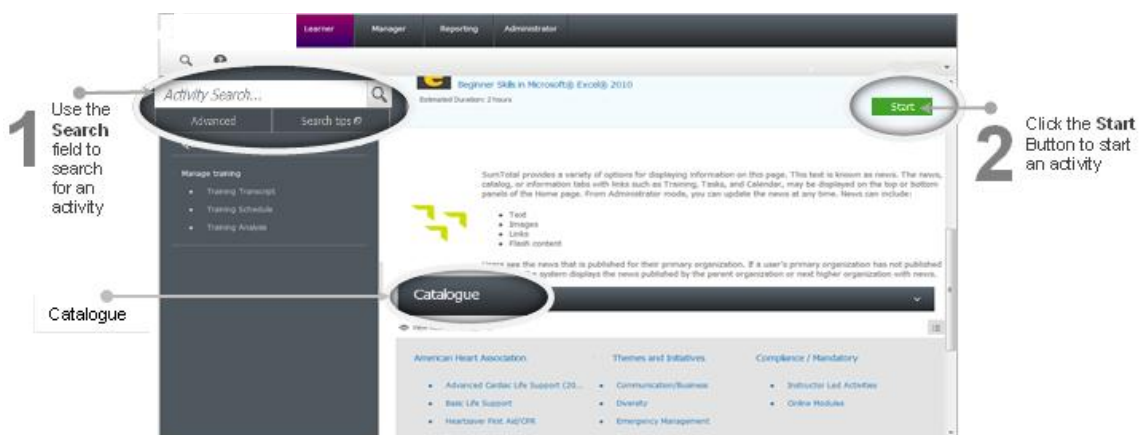 Learner Manager Reporting Administrator
Activity Search...
Advanced Search tips
Manage training
Training Transcript
Training Schedule
Training Analysis
1
Use the
Search
field to
search
for an
activity
Catalogue
Beginner Skills in Microsoft® Excel® 2010
Estimated Duration: 2 hours
Start
2
Click the Start
Button to start
an activity
SumTotal provides a variety of options for displaying information on this page. This text is known as news. The news,
catalog, or information tabs with links such as Training, Tasks, and Calendar, may be displayed on the top or bottom
panels of the Home page. From Administrator mode, you can update the news at any time. News can include:
Text
Images
Links
Flash content
Users see the news that is published for their primary organization. If a user's primary organization has not published
system displays the news published by the parent organization or next higher organization with news.
Catalogue
View
American Heart Association Themes and Initiatives Compliance / Mandatory
Advanced Cardiac Life Support (20... Communication/Business Instructor Led Activities
Basic Life Support Diversity Online Modules
Heartsaver First Aid/CPR Emergency Management